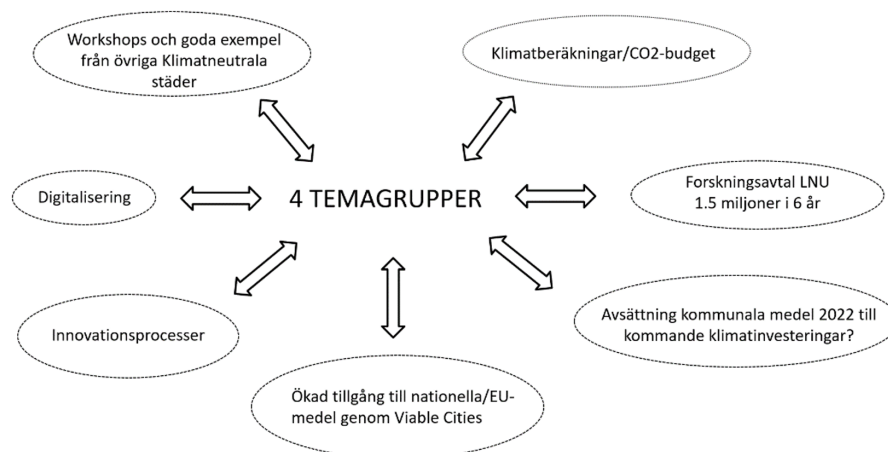 Workshops och goda exempel
från övriga Klimatneutrala
städer
Klimatberäkningar/CO2-budget
Digitalisering
4 TEMAGRUPPER
Forskningsavtal LNU
1.5 miljoner i 6 år
Innovationsprocesser
Avsättning kommunala medel 2022 till
kommande klimatinvesteringar?
Ökad tillgång till nationella/EU-
medel genom Viable Cities